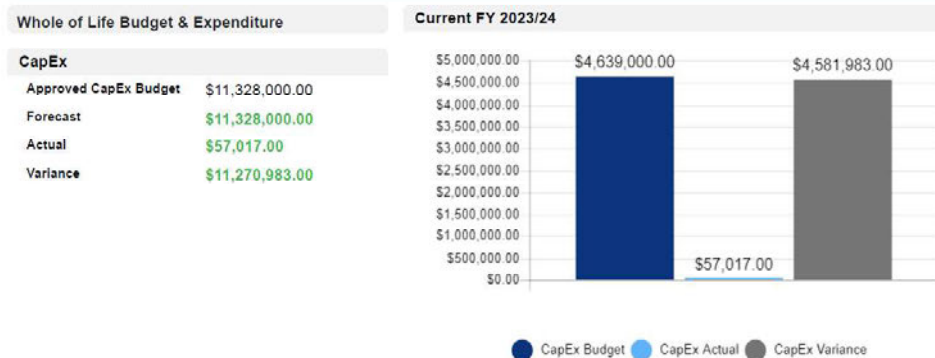 Whole of Life Budget & Expenditure
CapEx
Approved CapEx Budget $11,328,000.00
Forecast $11,328,000.00
Actual $57,017.00
Variance $11,270,983.00
Current FY 2023/24
$5,000,000.00
$4,500,000.00
$4,000,000.00
$3,500,000.00
$3,000,000.00
$2,500,000.00
$2,000,000.00
$1,500,000.00
$1,000,000.00
$500,000.00
$0.00
$4,639,000.00
$57,017.00
$4,581,983.00
CapEx Budget CapEx Actual CapEx Variance